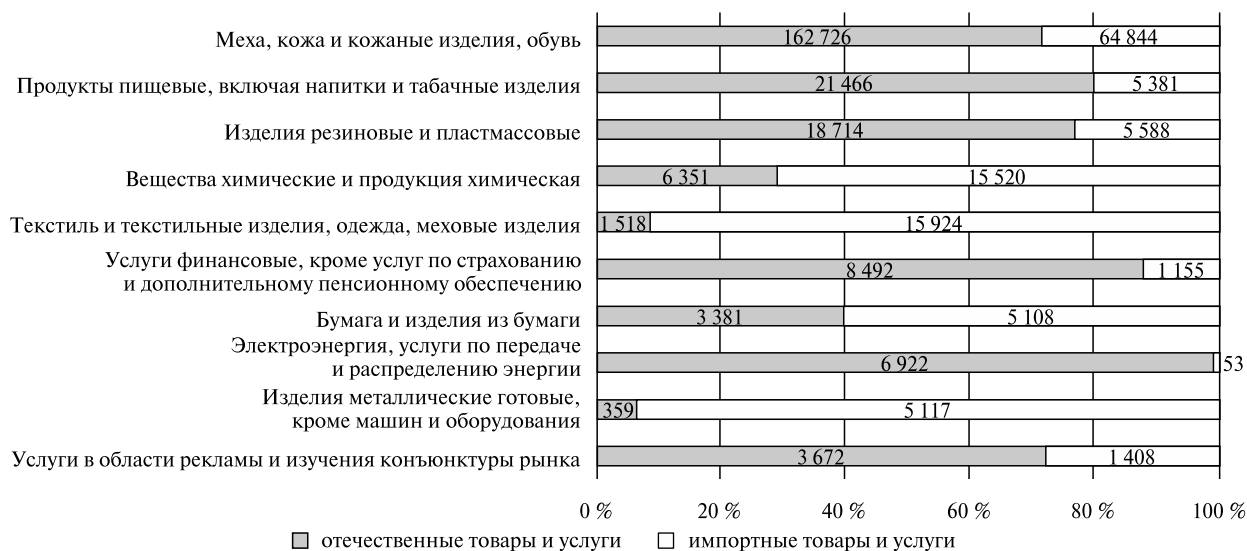 Меха, кожа и кожаные изделия, обувь 162 726 64 844
Продукты пищевые, включая напитки и табачные изделия 21 466 5 381
Изделия резиновые и пластмассовые 18 714 5 588
Вещества химические и продукция химическая 6 351 15 520
Текстиль и текстильные изделия, одежда, меховые изделия 1 518 15 924
Услуги финансовые, кроме услуг по страхованию
и дополнительному пенсионному обеспечению 8 492 1 155
Бумага и изделия из бумаги 3 381 5 108
Электроэнергия, услуги по передаче
и распределению энергии 6 922 53
Изделия металлические готовые,
кроме машин и оборудования 359 5 117
Услуги в области рекламы и изучения конъюнктуры рынка 3 672 1 408
0 % 20 % 40 % 60 % 80 % 100 %
отечественные товары и услуги импортные товары и услуги